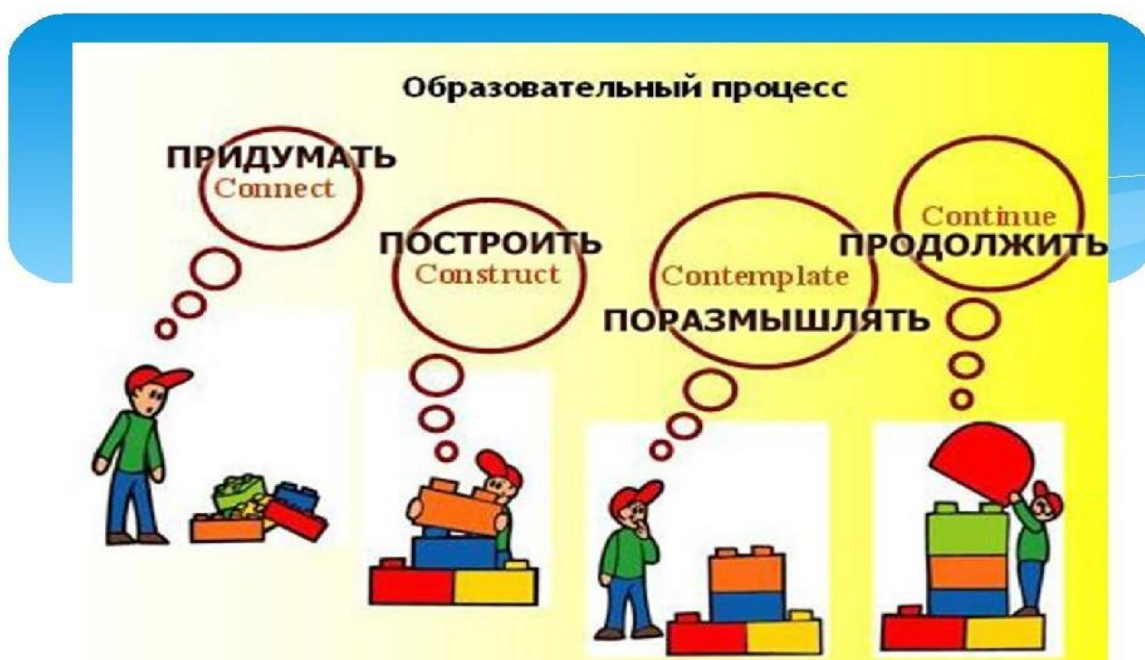 Образовательный процесс
ПРИДУМАТЬ
Connect
ПОСТРОИТЬ
Construct
Contemplate
ПОРАЗМЫШЛЯТЬ
Continue
ПРОДОЛЖИТЬ